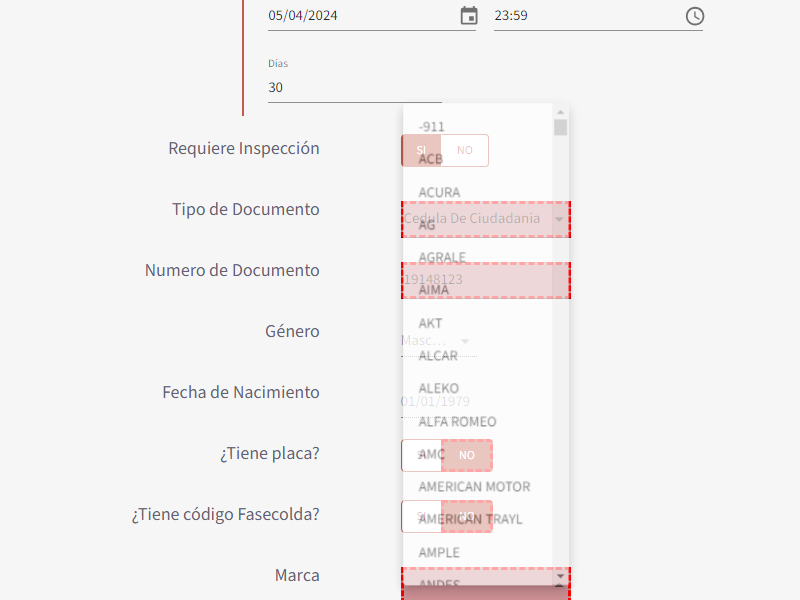 05/04/2024 23:59
Días
30
-911
Requiere Inspección SI NO
ACB
ACURA
Tipo de Documento Cedula De Ciudadania
AG
AGRALE
Numero de Documento 19148123
AIMA
AKT
Género Masc...
ALCAR
ALEKO
Fecha de Nacimiento 01/01/1979
ALFA ROMEO
¿Tiene placa? NO
AMC
AMERICAN MOTOR
¿Tiene código Fasecolda? NO
AMERICAN TRAYL
AMPLE
Marca
ANDES